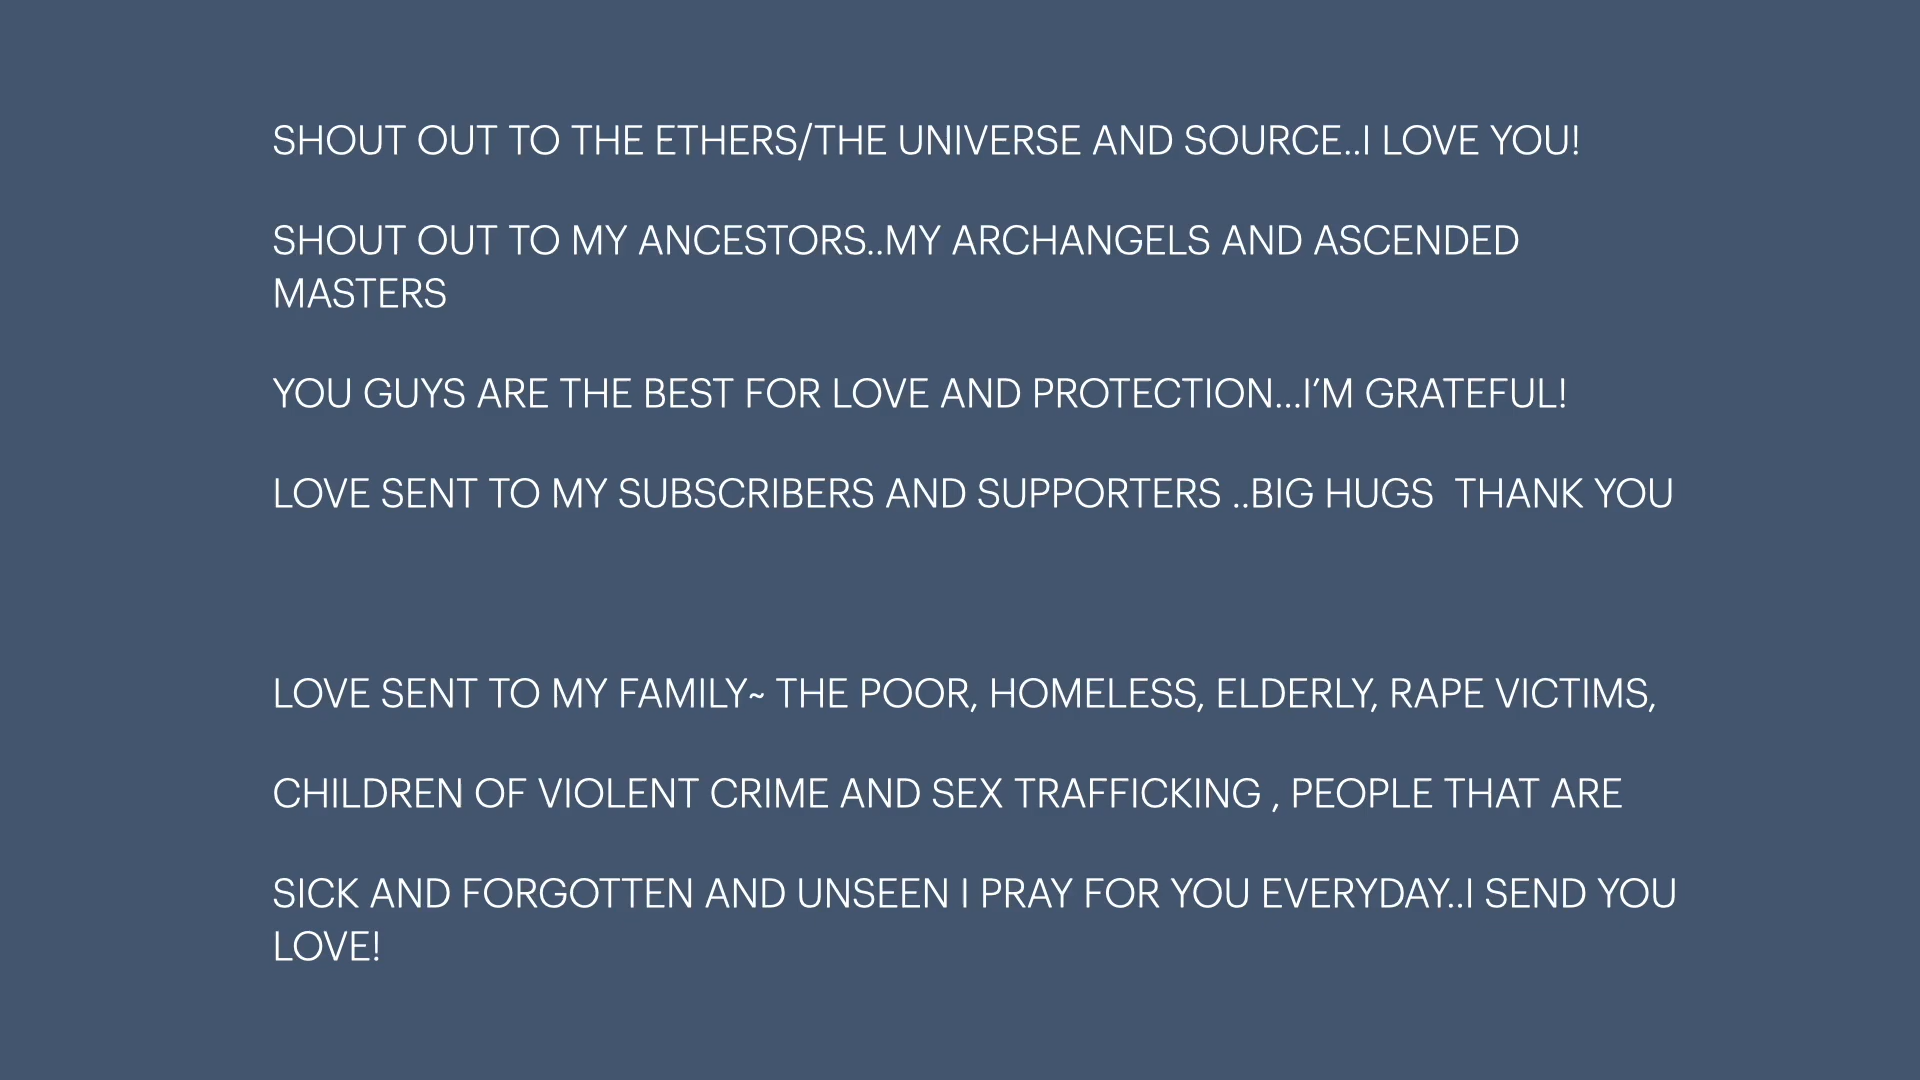 SHOUT OUT TO THE ETHERS/THE UNIVERSE AND SOURCE..I LOVE YOU!
SHOUT OUT TO MY ANCESTORS..MY ARCHANGELS AND ASCENDED
MASTERS
YOU GUYS ARE THE BEST FOR LOVE AND PROTECTION...I’M GRATEFUL!
LOVE SENT TO MY SUBSCRIBERS AND SUPPORTERS ..BIG HUGS  THANK YOU
LOVE SENT TO MY FAMILY~ THE POOR, HOMELESS, ELDERLY, RAPE VICTIMS,
CHILDREN OF VIOLENT CRIME AND SEX TRAFFICKING , PEOPLE THAT ARE
SICK AND FORGOTTEN AND UNSEEN I PRAY FOR YOU EVERYDAY..I SEND YOU
LOVE!